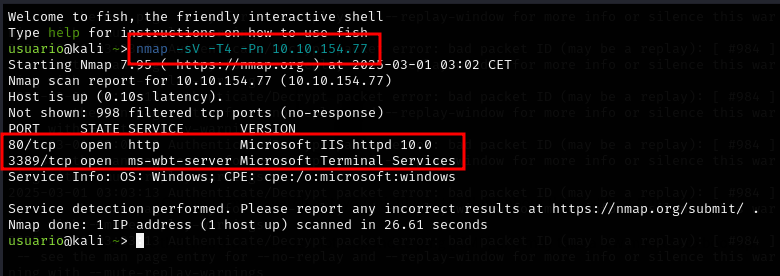 Welcome to fish, the friendly interactive shell
Type help for instructions on how to use fish
usuario@kali ~> nmap -sV -T4 -Pn 10.10.154.77
Starting Nmap 7.95 ( https://nmap.org ) at 2025-03-01 03:02 CET
Nmap scan report for 10.10.154.77 (10.10.154.77)
Host is up (0.10s latency).
Not shown: 998 filtered tcp ports (no-response)
PORT     STATE SERVICE       VERSION
80/tcp   open  http          Microsoft IIS httpd 10.0
3389/tcp open  ms-wbt-server Microsoft Terminal Services
Service Info: OS: Windows; CPE: cpe:/o:microsoft:windows
Service detection performed. Please report any incorrect results at https://nmap.org/submit/ .
Nmap done: 1 IP address (1 host up) scanned in 26.61 seconds
usuario@kali ~>